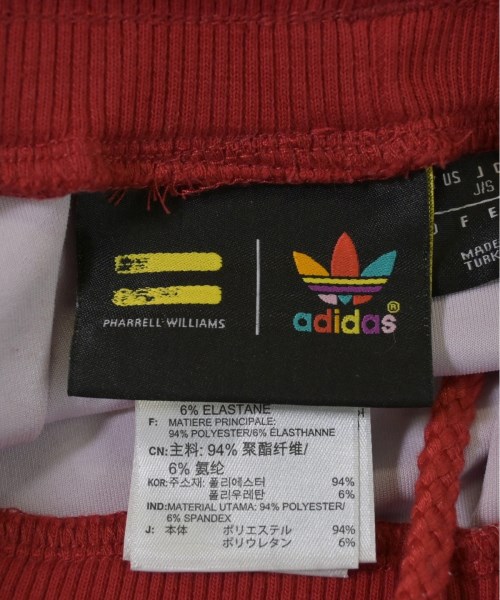 PHARRELL WILLIAMS
adidas®
US J
J/S
F E
MADE
TURK
6% ELASTANE
F: MATIERE PRINCIPALE:
94% POLYESTER/6% ÉLASTHANNE
CN: 主料: 94% 聚酯纤维/
6% 氨纶
KOR: 주소재: 폴리에스터 94%
폴리우레탄 6%
IND: MATERIAL UTAMA: 94% POLYESTER/
6% SPANDEX
J: 本体 ポリエステル 94%
ポリウレタン 6%